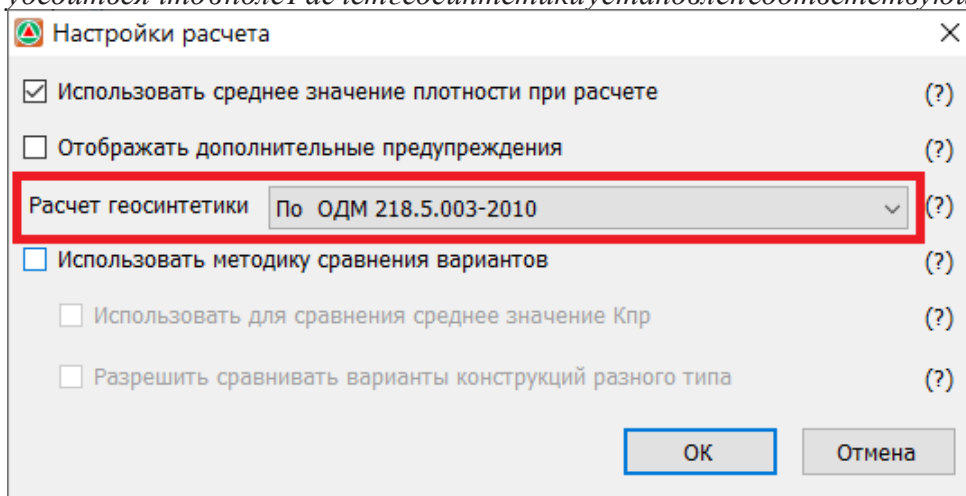 Настройки расчета
Использовать среднее значение плотности при расчете (?)
Отображать дополнительные предупреждения (?)
Расчет геосинтетики По ОДМ 218.5.003-2010 (?)
Использовать методику сравнения вариантов (?)
Использовать для сравнения среднее значение Кпр (?)
Разрешить сравнивать варианты конструкций разного типа (?)
ОК Отмена